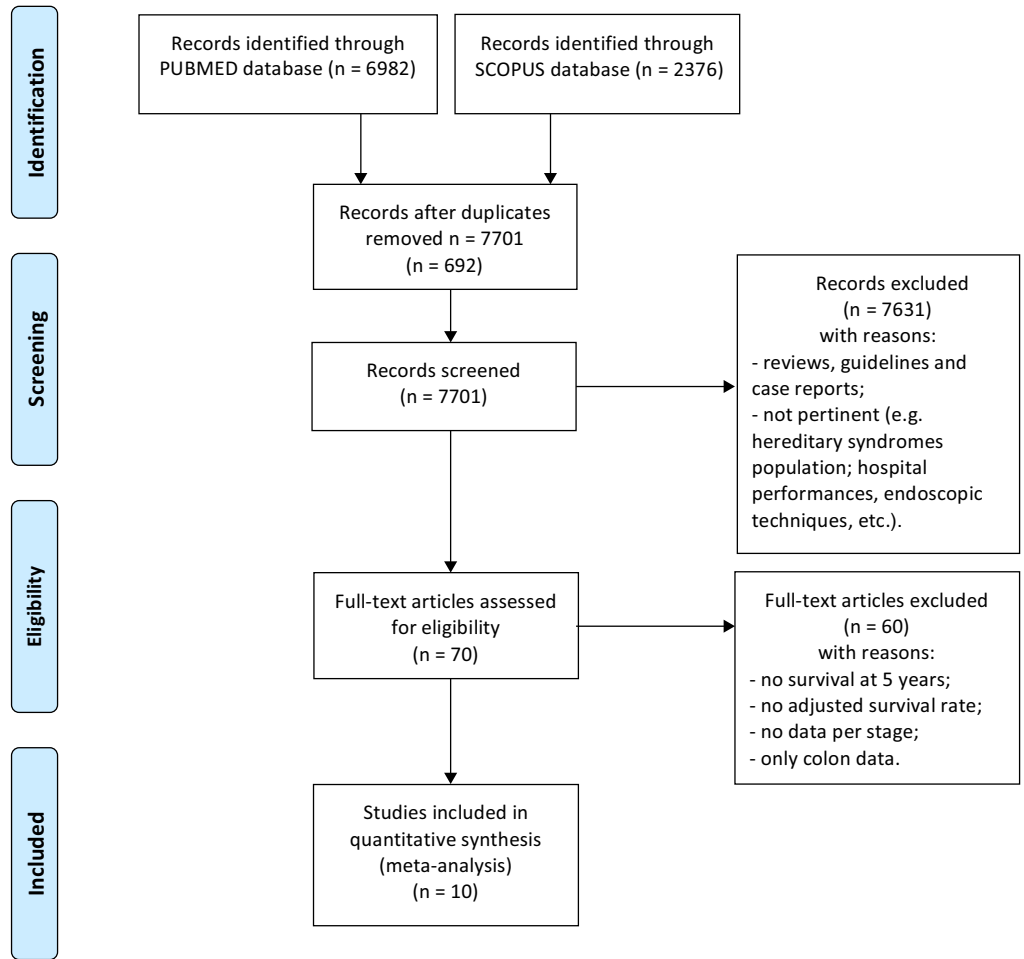 Identification
Records identified through
PUBMED database (n = 6982)
Records identified through
SCOPUS database (n = 2376)
Records after duplicates
removed n = 7701
(n = 692)
Screening
Records screened
(n = 7701)
Records excluded
(n = 7631)
with reasons:
- reviews, guidelines and
case reports;
- not pertinent (e.g.
hereditary syndromes
population; hospital
performances, endoscopic
techniques, etc.).
Eligibility
Full-text articles assessed
for eligibility
(n = 70)
Full-text articles excluded
(n = 60)
with reasons:
- no survival at 5 years;
- no adjusted survival rate;
- no data per stage;
- only colon data.
Included
Studies included in
quantitative synthesis
(meta-analysis)
(n = 10)